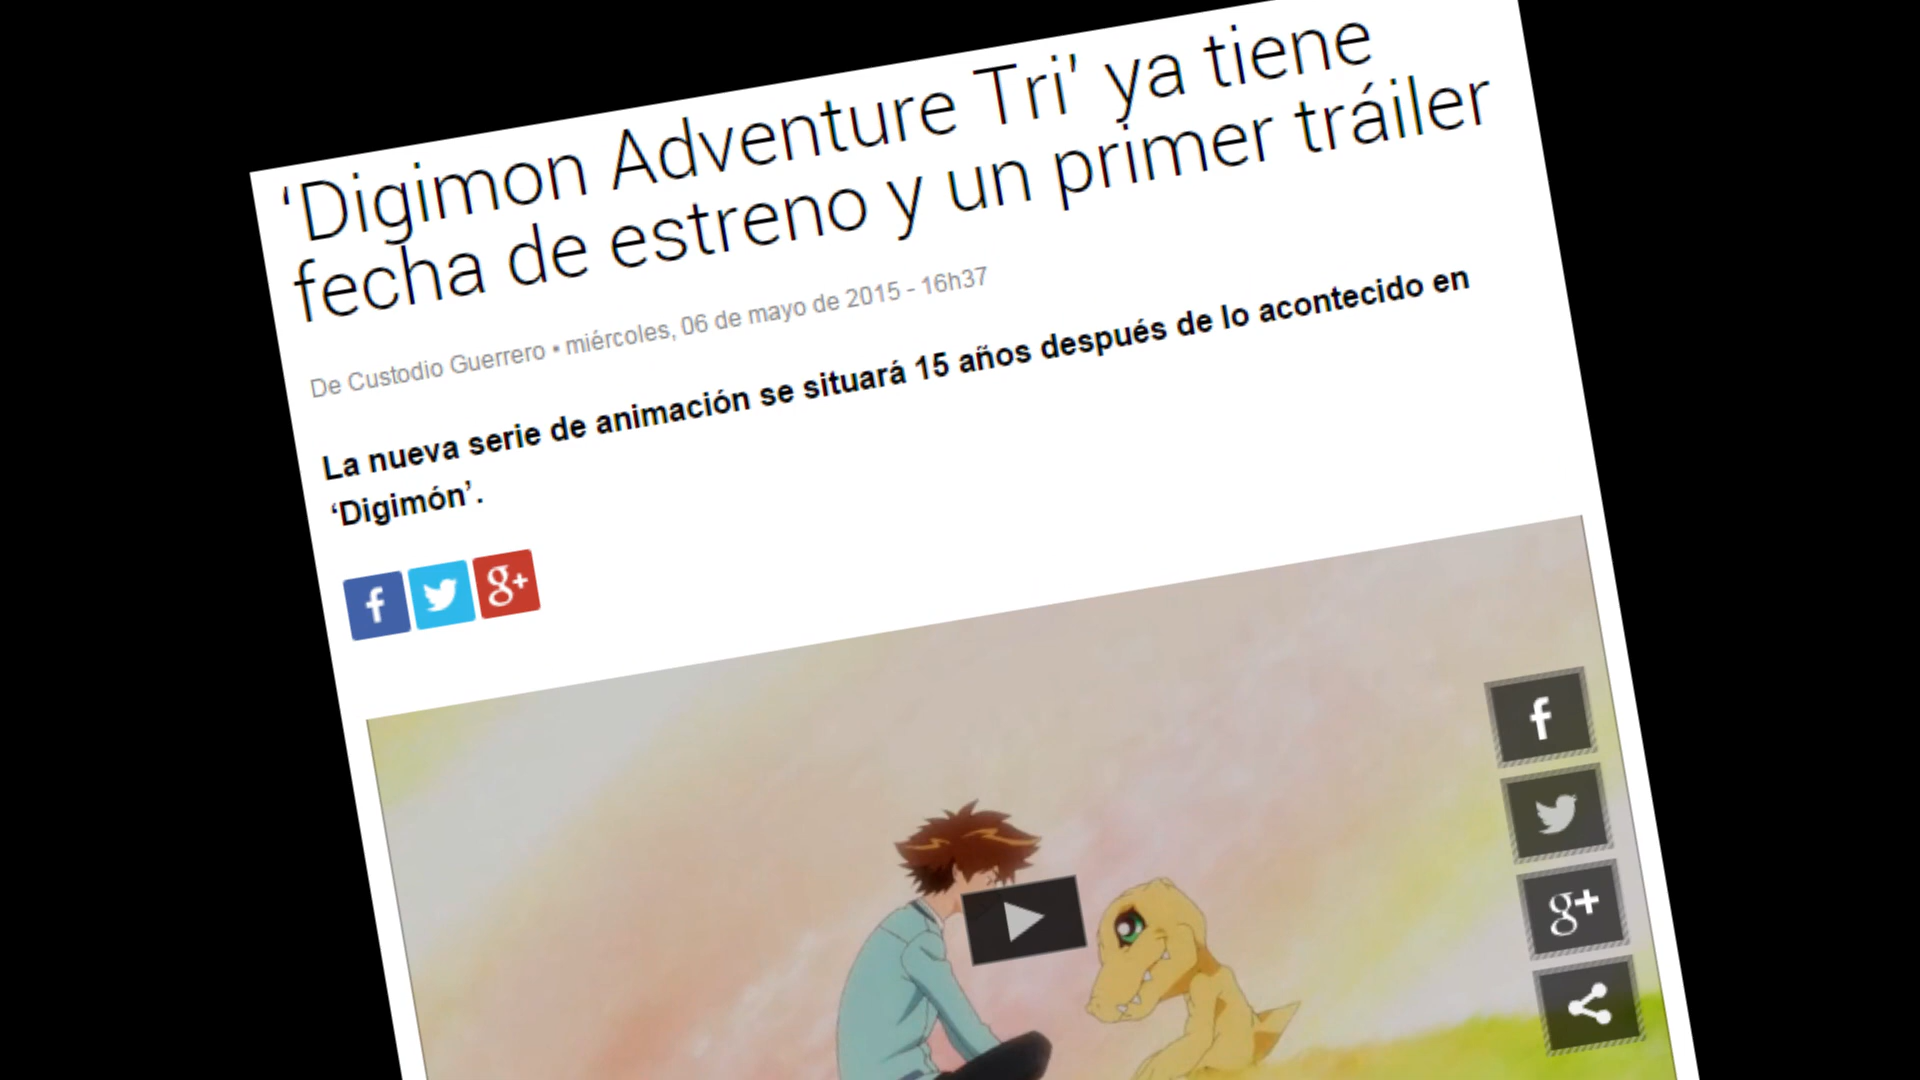 ‘Digimon Adventure Tri’ ya tiene
fecha de estreno y un primer tráiler
De Custodio Guerrero • miércoles, 06 de mayo de 2015 - 16h37
La nueva serie de animación se situará 15 años después de lo acontecido en
‘Digimón’.
f
g+
f
g+